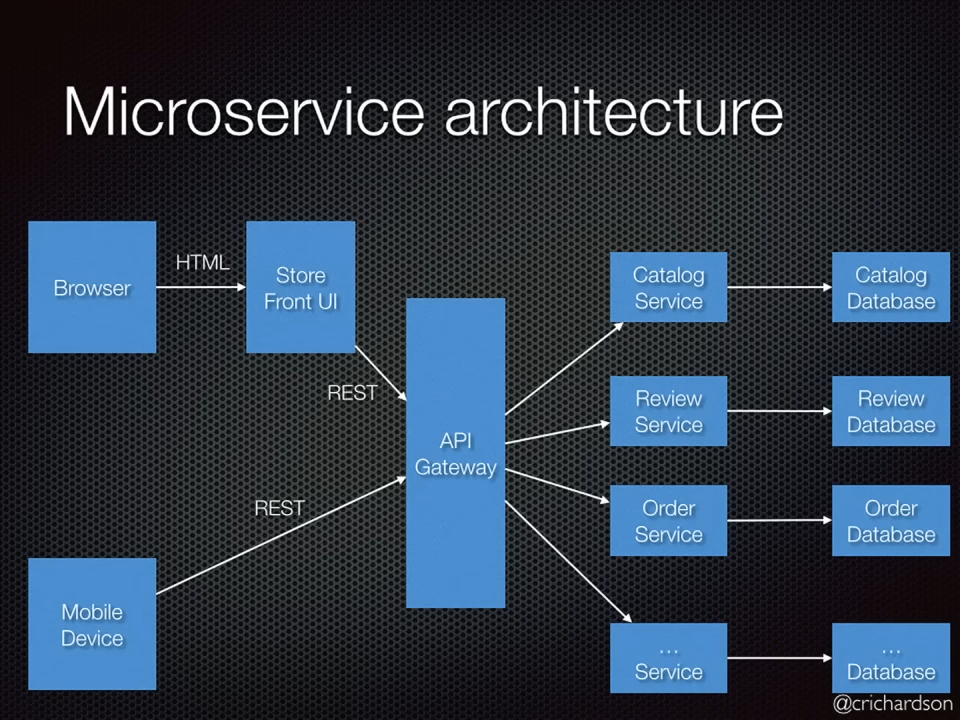 Microservice architecture
Browser
HTML
Store
Front UI
REST
REST
Mobile
Device
API
Gateway
Catalog
Service
Catalog
Database
Review
Service
Review
Database
Order
Service
Order
Database
…
Service
…
Database
@crichardson